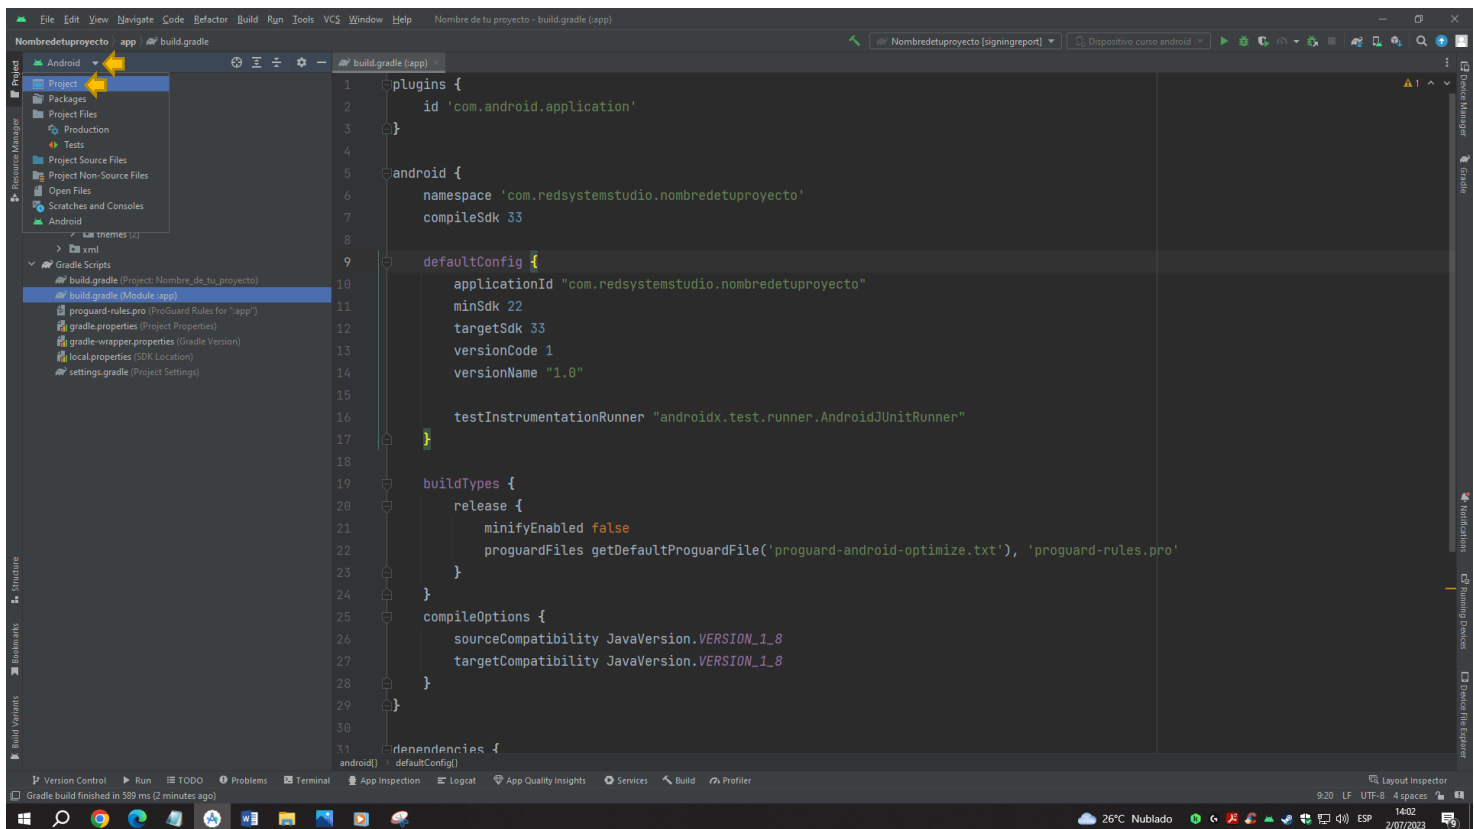 File Edit View Navigate Code Refactor Build Run Tools VCS Window Help Nombre de tu proyecto - build.gradle (:app)
Nombredetuproyecto app build.gradle
Nombredetuproyecto [signingreport] Dispositivo curso android
Project
Resource Manager
Structure
Bookmarks
Build Variants
Android
Project
Packages
Project Files
Production
Tests
Project Source Files
Project Non-Source Files
Open Files
Scratches and Consoles
Android
themes (2)
xml
Gradle Scripts
build.gradle (Project: Nombre_de_tu_proyecto)
build.gradle (Module :app)
proguard-rules.pro (ProGuard Rules for ":app")
gradle.properties (Project Properties)
gradle-wrapper.properties (Gradle Version)
local.properties (SDK Location)
settings.gradle (Project Settings)
build.gradle (:app)
1 plugins {
2 id 'com.android.application'
3 }
4
5 android {
6 namespace 'com.redsystemstudio.nombredetuproyecto'
7 compileSdk 33
8
9 defaultConfig {
10 applicationId "com.redsystemstudio.nombredetuproyecto"
11 minSdk 22
12 targetSdk 33
13 versionCode 1
14 versionName "1.0"
15
16 testInstrumentationRunner "androidx.test.runner.AndroidJUnitRunner"
17 }
18
19 buildTypes {
20 release {
21 minifyEnabled false
22 proguardFiles getDefaultProguardFile('proguard-android-optimize.txt'), 'proguard-rules.pro'
23 }
24 }
25 compileOptions {
26 sourceCompatibility JavaVersion.VERSION_1_8
27 targetCompatibility JavaVersion.VERSION_1_8
28 }
29 }
30
31 dependencies {
android{} defaultConfig{}
1
Device Manager
Gradle
Notifications
Running Devices
Device File Explorer
Version Control Run TODO Problems Terminal App Inspection Logcat App Quality Insights Services Build Profiler Layout Inspector
Gradle build finished in 589 ms (2 minutes ago) 9:20 LF UTF-8 4 spaces
26°C Nublado ESP 14:02
2/07/2023